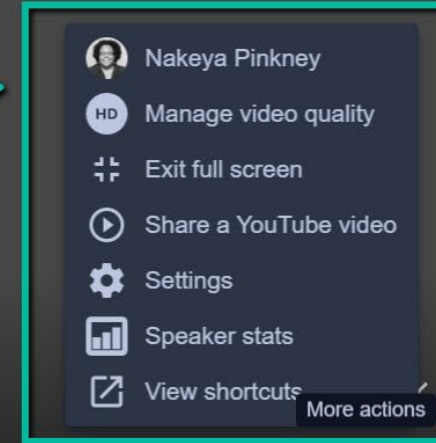 Nakeya Pinkney
HD
Manage video quality
Exit full screen
Share a YouTube video
Settings
Speaker stats
View shortcuts
More actions